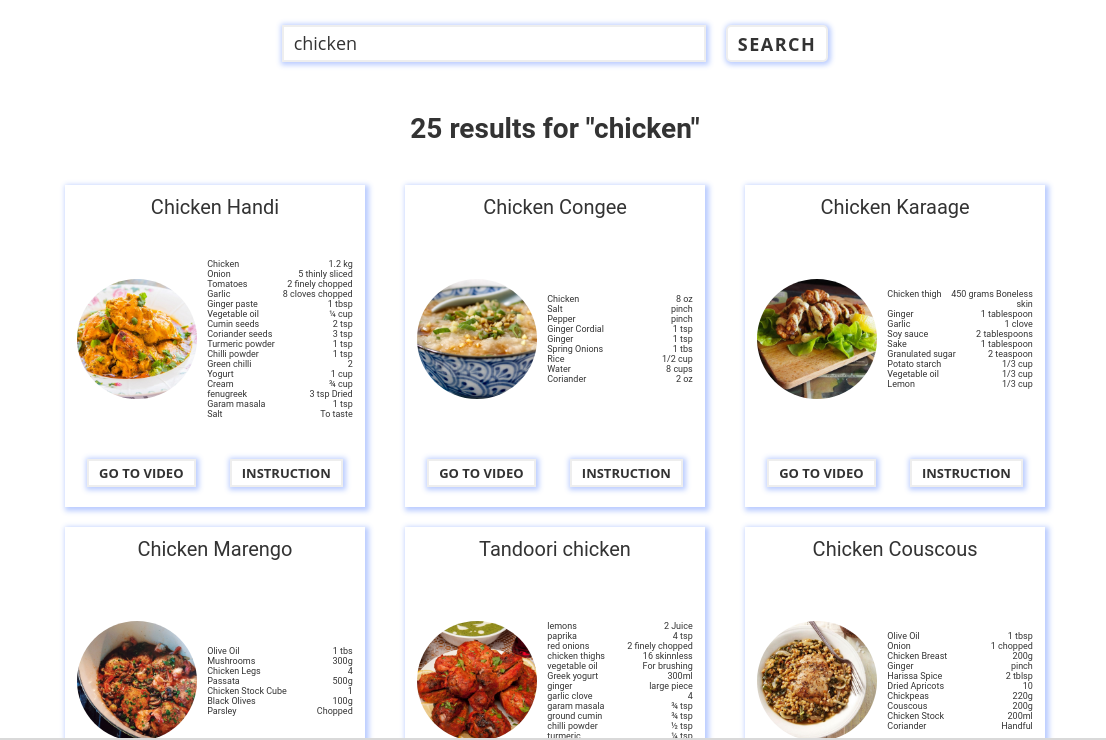 chicken SEARCH
25 results for "chicken"
Chicken Handi
Chicken 1.2 kg
Onion 5 thinly sliced
Tomatoes 2 finely chopped
Garlic 8 cloves chopped
Ginger paste 1 tbsp
Vegetable oil ¼ cup
Cumin seeds 2 tsp
Coriander seeds 3 tsp
Turmeric powder 1 tsp
Chilli powder 1 tsp
Green chilli 2
Yogurt 1 cup
Cream ¾ cup
fenugreek 3 tsp Dried
Garam masala 1 tsp
Salt To taste
GO TO VIDEO INSTRUCTION
Chicken Congee
Chicken 8 oz
Salt pinch
Pepper pinch
Ginger Cordial 1 tsp
Ginger 1 tsp
Spring Onions 1 tbs
Rice 1/2 cup
Water 8 cups
Coriander 2 oz
GO TO VIDEO INSTRUCTION
Chicken Karaage
Chicken thigh 450 grams Boneless
skin
Ginger 1 tablespoon
Garlic 1 clove
Soy sauce 2 tablespoons
Sake 1 tablespoon
Granulated sugar 2 teaspoon
Potato starch 1/3 cup
Vegetable oil 1/3 cup
Lemon 1/3 cup
GO TO VIDEO INSTRUCTION
Chicken Marengo
Olive Oil 1 tbs
Mushrooms 300g
Chicken Legs 4
Passata 500g
Chicken Stock Cube 1
Black Olives 100g
Parsley Chopped
Tandoori chicken
lemons 2 Juice
paprika 4 tsp
red onions 2 finely chopped
chicken thighs 16 skinnless
vegetable oil For brushing
Greek yogurt 300ml
ginger large piece
garlic clove 4
garam masala ¾ tsp
ground cumin ¾ tsp
chilli powder ½ tsp
turmeric ¼ tsp
Chicken Couscous
Olive Oil 1 tbsp
Onion 1 chopped
Chicken Breast 200g
Ginger pinch
Harissa Spice 2 tblsp
Dried Apricots 10
Chickpeas 220g
Couscous 200g
Chicken Stock 200ml
Coriander Handful